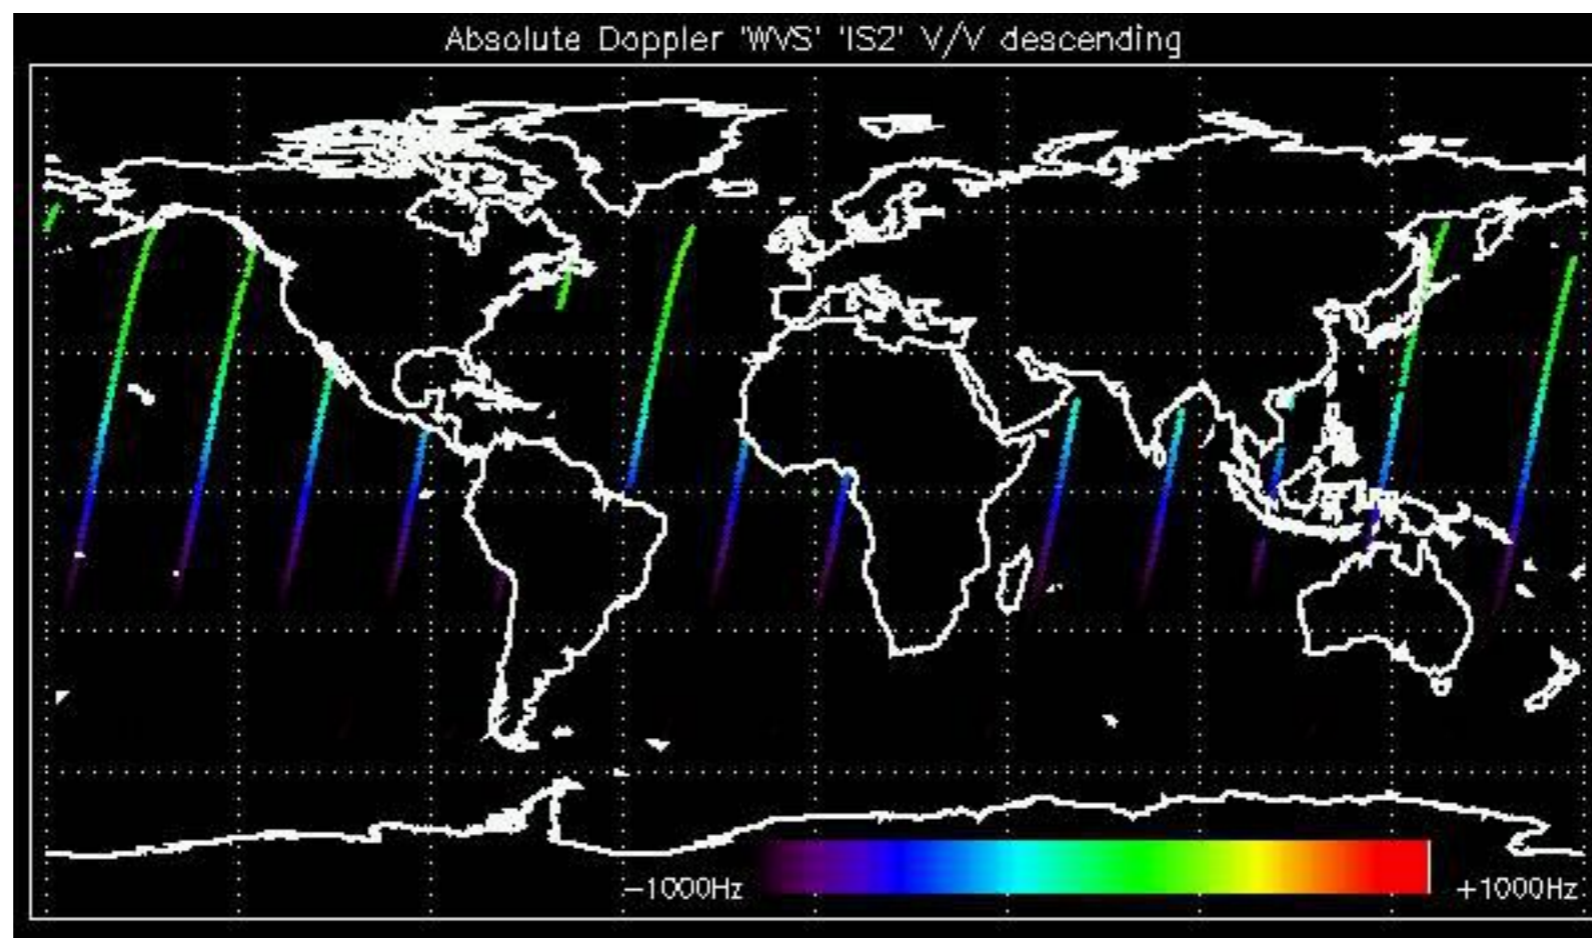 Absolute Doppler 'WVS' 'IS2' V/V descending
−1000Hz
+1000Hz